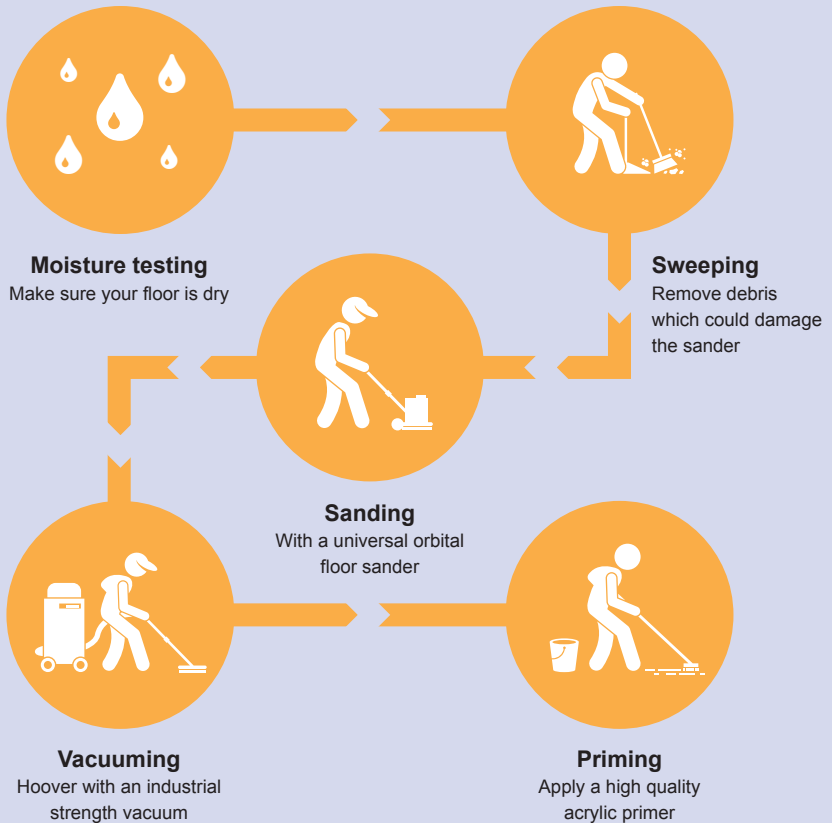 Moisture testing
Make sure your floor is dry
Sweeping
Remove debris
which could damage
the sander
Sanding
With a universal orbital
floor sander
Vacuuming
Hoover with an industrial
strength vacuum
Priming
Apply a high quality
acrylic primer